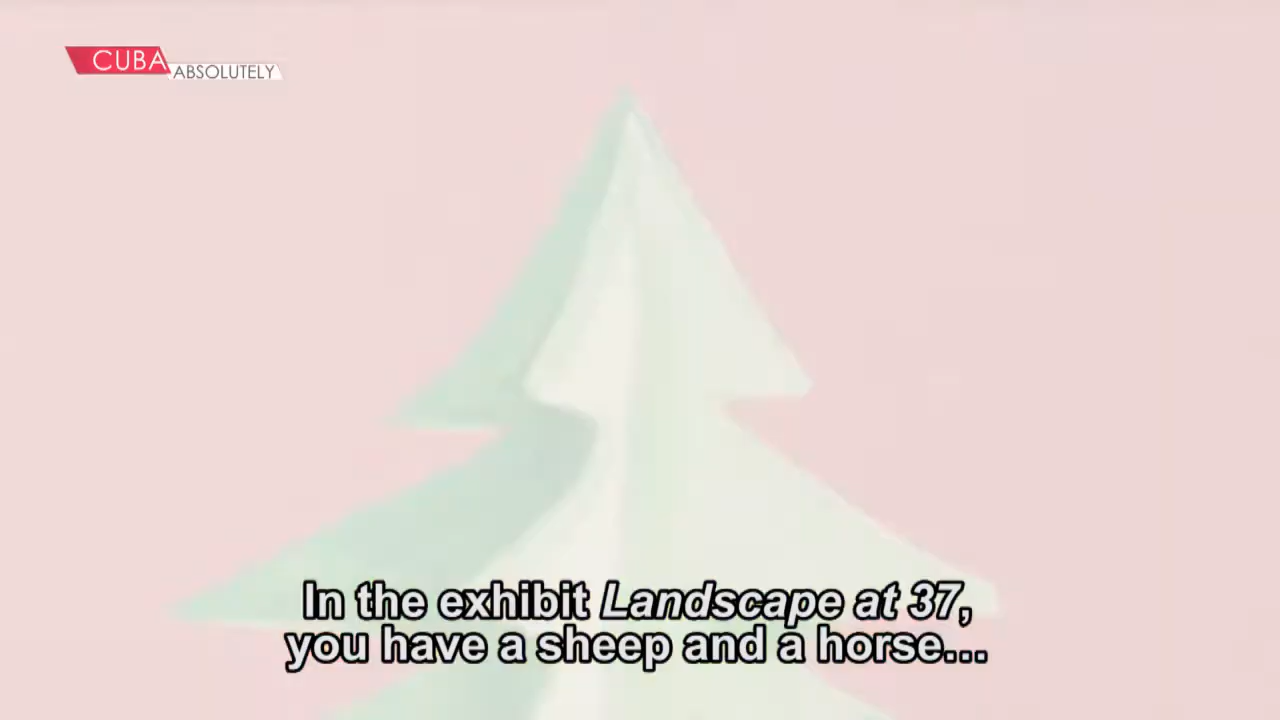 CUBA
ABSOLUTELY
In the exhibit Landscape at 37,
you have a sheep and a horse...